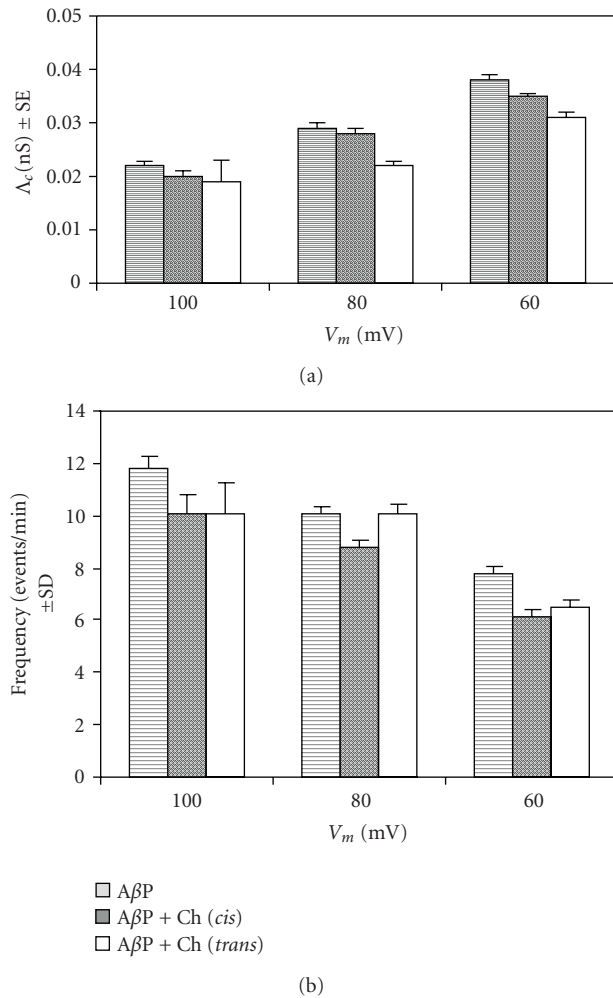 0.05
0.04
0.03
0.02
0.01
0
Λc (nS) ± SE
100 80 60
Vm (mV)
(a)
14
12
10
8
6
4
2
0
Frequency (events/min)
±SD
100 80 60
Vm (mV)
AβP
AβP + Ch (cis)
AβP + Ch (trans)
(b)